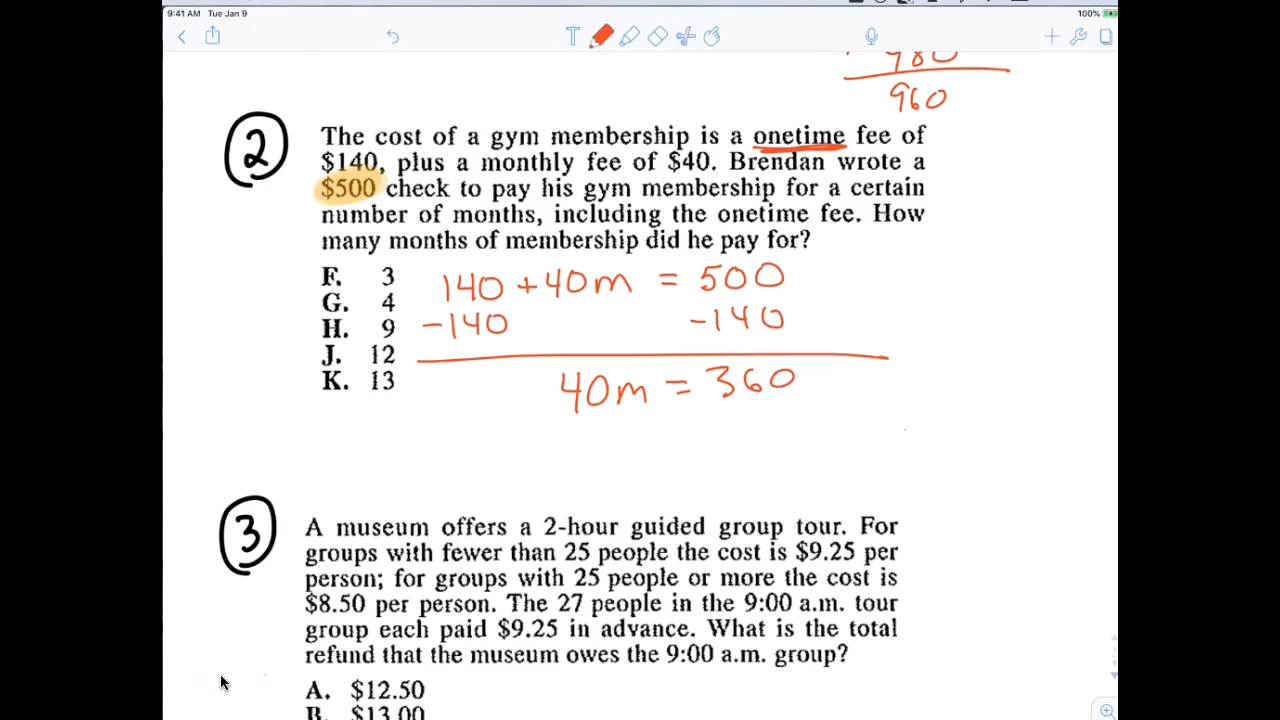 9:41 AM Tue Jan 9
100%
T
980
960
2
The cost of a gym membership is a onetime fee of
$140, plus a monthly fee of $40. Brendan wrote a
$500 check to pay his gym membership for a certain
number of months, including the onetime fee. How
many months of membership did he pay for?
F. 3
G. 4
H. 9
J. 12
K. 13
140 + 40m = 500
-140 -140
40m = 360
3
A museum offers a 2-hour guided group tour. For
groups with fewer than 25 people the cost is $9.25 per
person; for groups with 25 people or more the cost is
$8.50 per person. The 27 people in the 9:00 a.m. tour
group each paid $9.25 in advance. What is the total
refund that the museum owes the 9:00 a.m. group?
A. $12.50
B. $13.00